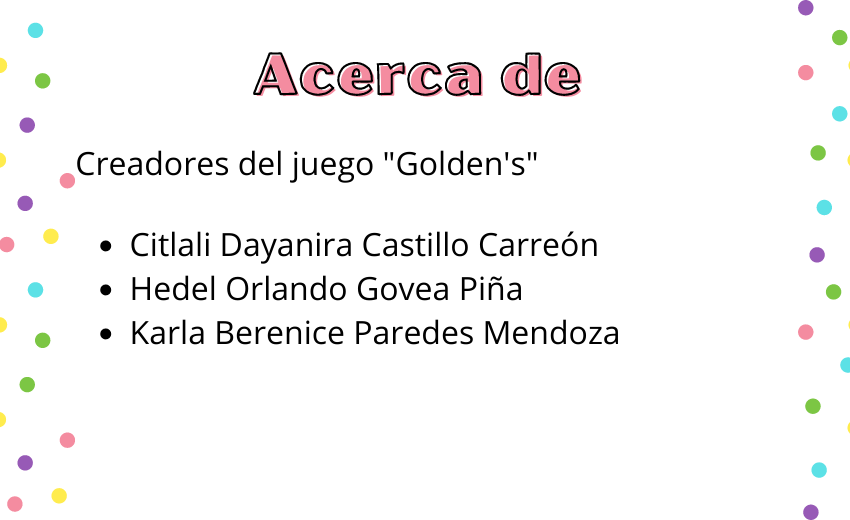 Acerca de
Creadores del juego "Golden's"
• Citlali Dayanira Castillo Carreón
• Hedel Orlando Govea Piña
• Karla Berenice Paredes Mendoza